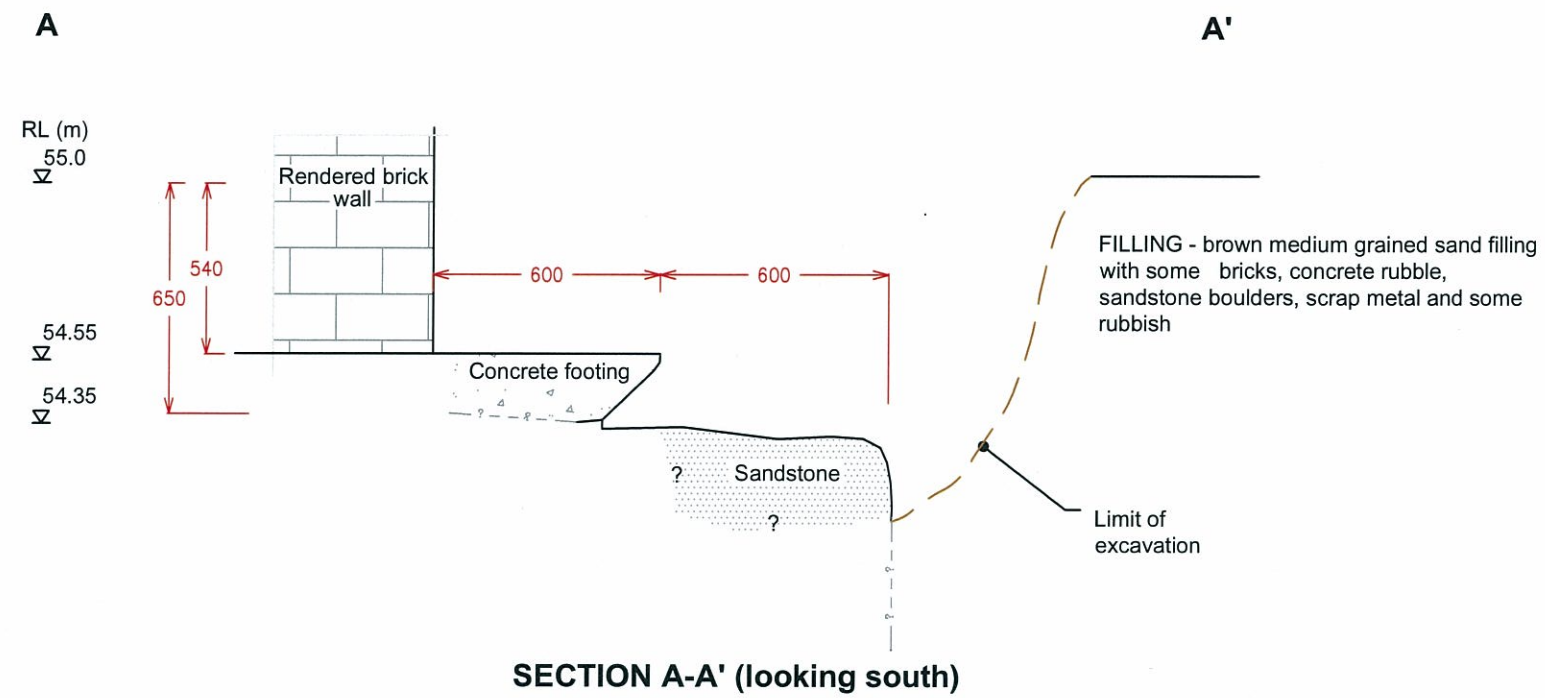 A
A'
RL (m)
55.0
Rendered brick
wall
FILLING - brown medium grained sand filling
with some bricks, concrete rubble,
sandstone boulders, scrap metal and some
rubbish
540
600
600
650
54.55
Concrete footing
54.35
?
?
Sandstone
?
?
Limit of
excavation
?
?
SECTION A-A' (looking south)